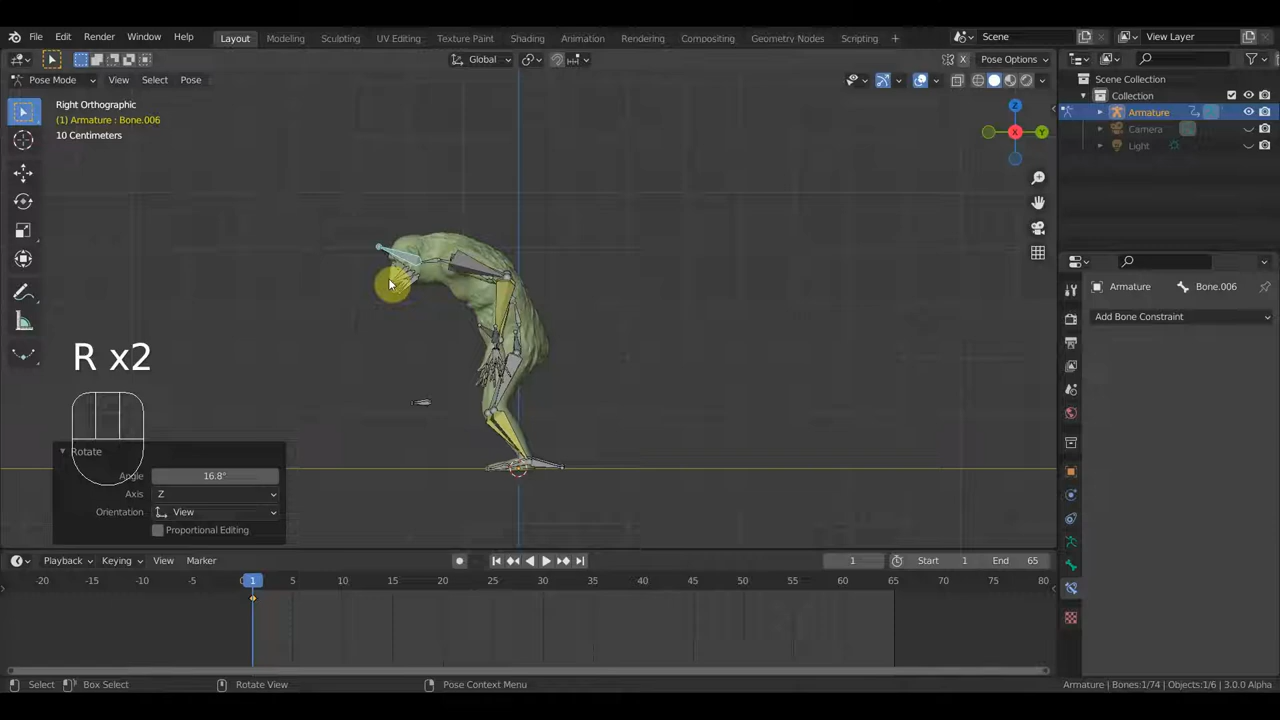 File Edit Render Window Help Layout Modeling Sculpting UV Editing Texture Paint Shading Animation Rendering Compositing Geometry Nodes Scripting + Scene View Layer
Global X Pose Options
Pose Mode View Select Pose
Right Orthographic
(1) Armature : Bone.006
10 Centimeters
Z
X
Y
Scene Collection
Collection
Armature
Camera
Light
Armature Bone.006
Add Bone Constraint
R x2
Rotate
Angle 16.8°
Axis Z
Orientation View
Proportional Editing
Playback Keying View Marker 1 Start 1 End 65
-20 -15 -10 -5 0 1 5 10 15 20 25 30 35 40 45 50 55 60 65 70 75 80
Select Box Select Rotate View Pose Context Menu Armature | Bones:1/74 | Objects:1/6 | 3.0.0 Alpha